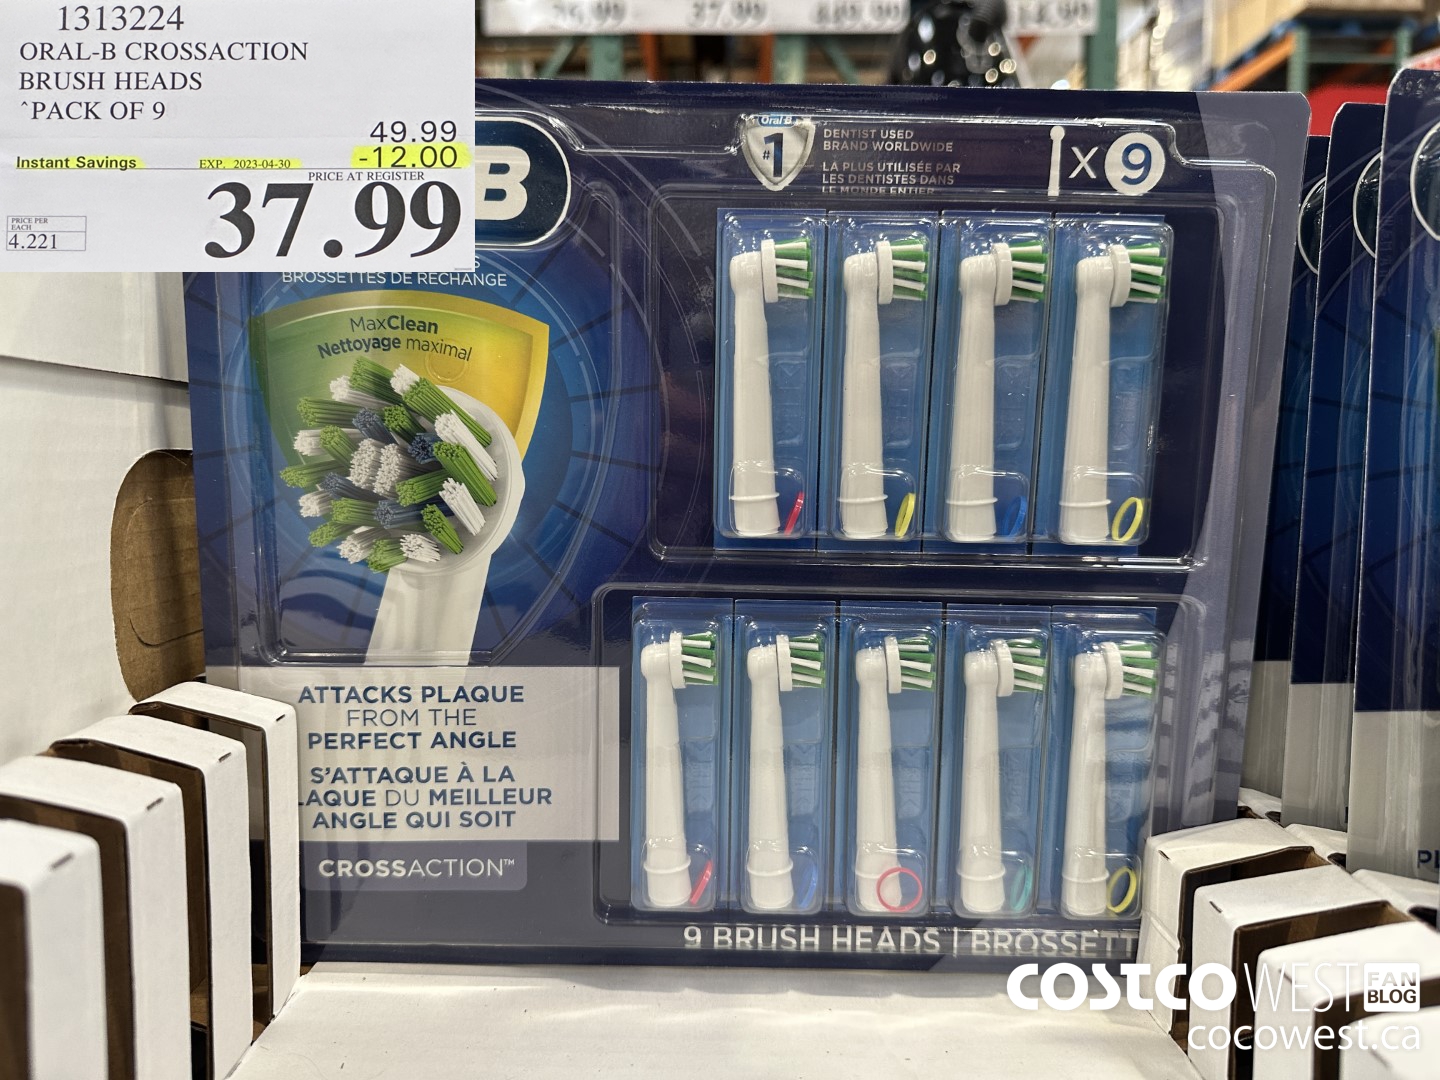 1313224
ORAL-B CROSSACTION
BRUSH HEADS
^PACK OF 9
49.99
Instant Savings EXP. 2023-04-30 -12.00
PRICE AT REGISTER
37.99
PRICE PER
EACH
4.221
B
BROSSETTES DE RECHANGE
MaxClean
Nettoyage maximal
Oral B
#1
DENTIST USED
BRAND WORLDWIDE
LA PLUS UTILISÉE PAR
LES DENTISTES DANS
LE MONDE ENTIER
X 9
ATTACKS PLAQUE
FROM THE
PERFECT ANGLE
S'ATTAQUE À LA
LAQUE DU MEILLEUR
ANGLE QUI SOIT
CROSSACTION™
9 BRUSH HEADS | BROSSETT
COSTCO WEST FAN BLOG
cocowest.ca